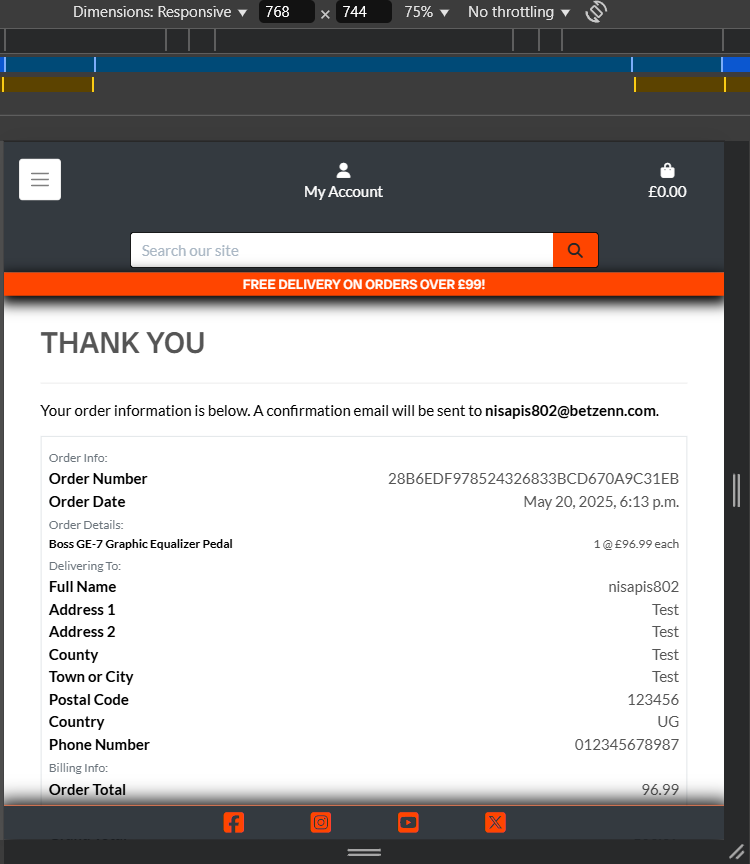 Dimensions: Responsive ▼ 768 × 744 75% ▼ No throttling ▼
My Account
£0.00
Search our site
FREE DELIVERY ON ORDERS OVER £99!
THANK YOU
Your order information is below. A confirmation email will be sent to nisapis802@betzenn.com.
Order Info:
Order Number 28B6EDF978524326833BCD670A9C31EB
Order Date May 20, 2025, 6:13 p.m.
Order Details:
Boss GE-7 Graphic Equalizer Pedal 1 @ £96.99 each
Delivering To:
Full Name nisapis802
Address 1 Test
Address 2 Test
County Test
Town or City Test
Postal Code 123456
Country UG
Phone Number 012345678987
Billing Info:
Order Total 96.99